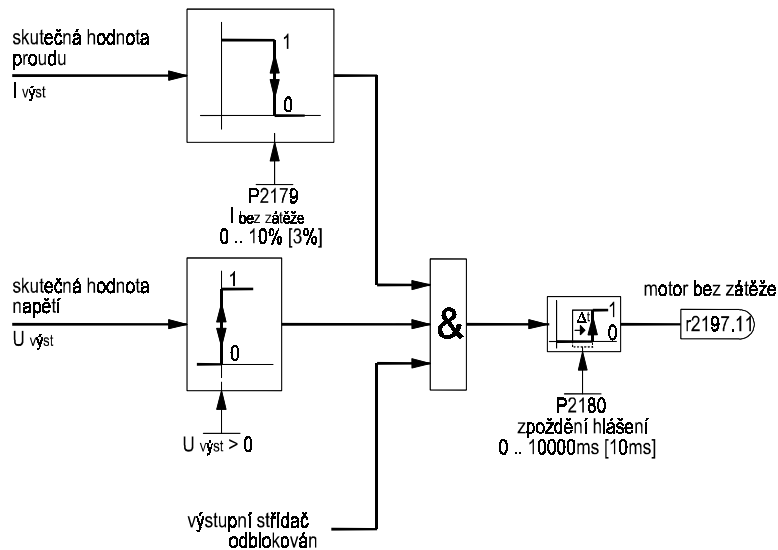 skutečná hodnota
proudu
I výst
1
0
P2179
I bez zátěže
0 .. 10% [3%]
skutečná hodnota
napětí
U výst
1
0
U výst > 0
&
Δt
1
0
motor bez zátěže
r2197.11
P2180
zpoždění hlášení
0 .. 10000ms [10ms]
výstupní střídač
odblokován